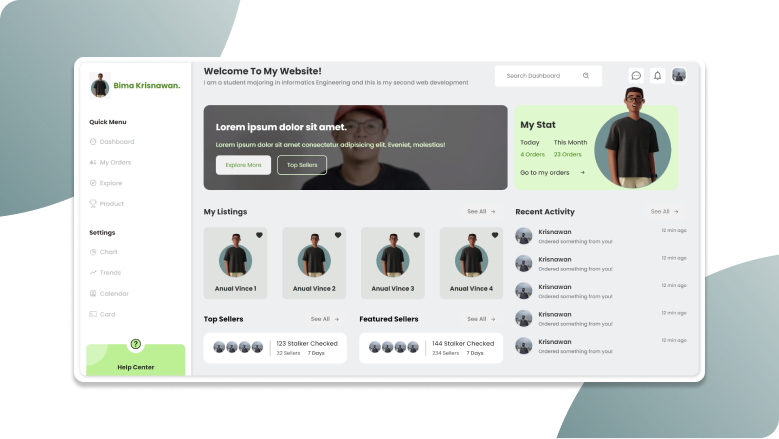 Bima Krisnawan.
Quick Menu
Dashboard
My Orders
Explore
Product
Settings
Chart
Trends
Calendar
Card
Help Center
Welcome To My Website!
I am a student majoring in Informatics Engineering and this is my second web development
Search Dashboard
Lorem ipsum dolor sit amet.
Lorem ipsum dolor sit amet consectetur adipisicing elit. Eveniet, molestias!
Explore More
Top Sellers
My Stat
Today This Month
4 Orders 23 Orders
Go to my orders →
My Listings See All →
Anual Vince 1
Anual Vince 2
Anual Vince 3
Anual Vince 4
Top Sellers See All →
123 Stalker Checked
32 Sellers 7 Days
Featured Sellers See All →
144 Stalker Checked
234 Sellers 7 Days
Recent Activity See All →
Krisnawan 12 min ago
Ordered something from you!
Krisnawan 12 min ago
Ordered something from you!
Krisnawan 12 min ago
Ordered something from you!
Krisnawan 12 min ago
Ordered something from you!
Krisnawan 12 min ago
Ordered something from you!